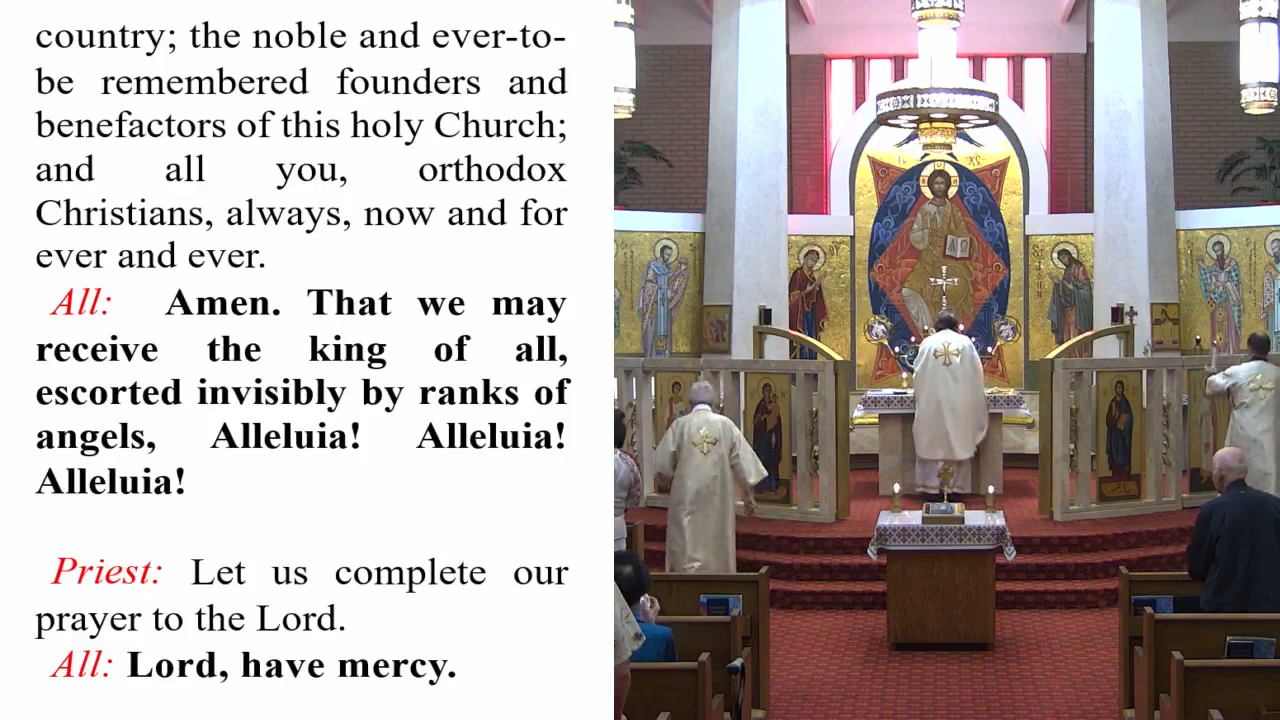 country; the noble and ever-to-
be remembered founders and
benefactors of this holy Church;
and all you, orthodox
Christians, always, now and for
ever and ever.
All: Amen. That we may
receive the king of all,
escorted invisibly by ranks of
angels, Alleluia! Alleluia!
Alleluia!
Priest: Let us complete our
prayer to the Lord.
All: Lord, have mercy.
IC XC
A Ω